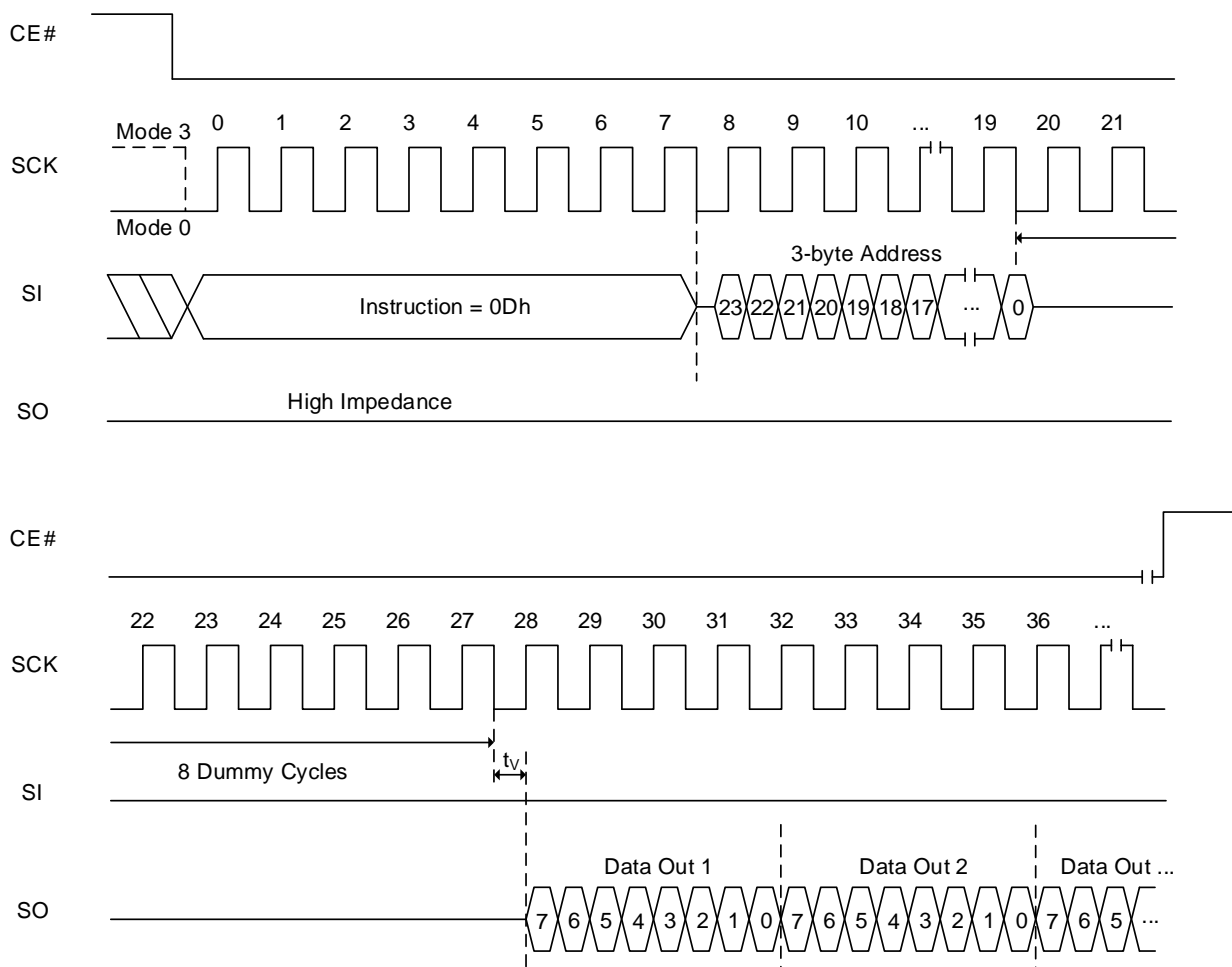 CE#
Mode 3
0 1 2 3 4 5 6 7 8 9 10 ... 19 20 21
SCK
Mode 0
3-byte Address
SI
Instruction = 0Dh
23 22 21 20 19 18 17 ... 0
High Impedance
SO
CE#
22 23 24 25 26 27 28 29 30 31 32 33 34 35 36 ...
SCK
8 Dummy Cycles
tV
SI
Data Out 1 Data Out 2 Data Out ...
SO
7 6 5 4 3 2 1 0 7 6 5 4 3 2 1 0 7 6 5 ...